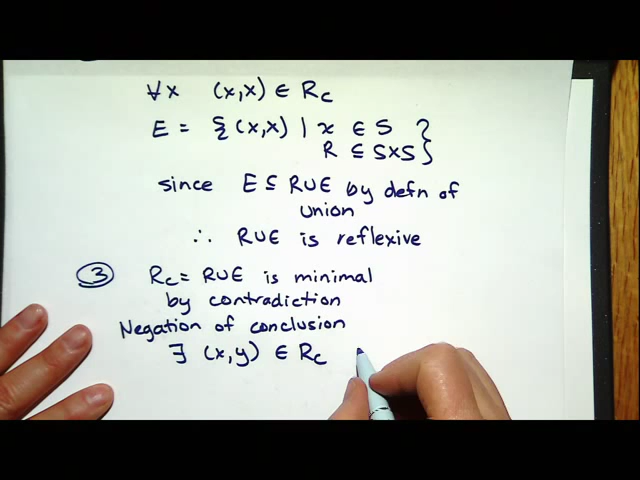 ∀x (x,x) ∈ Rc
E = {(x,x) | x ∈ S }
R ⊆ S×S }
since E ⊆ R∪E by defn of
union
∴ R∪E is reflexive
③ Rc = R∪E is minimal
by contradiction
Negation of conclusion
∃ (x,y) ∈ Rc